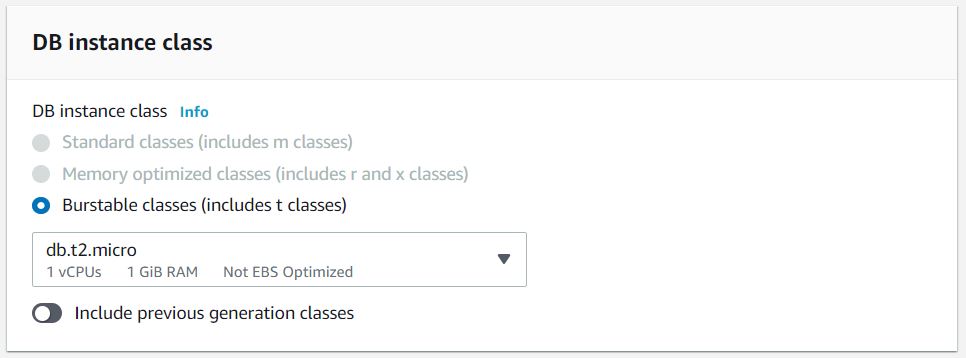 DB instance class
DB instance class Info
Standard classes (includes m classes)
Memory optimized classes (includes r and x classes)
Burstable classes (includes t classes)
db.t2.micro
1 vCPUs 1 GiB RAM Not EBS Optimized
Include previous generation classes